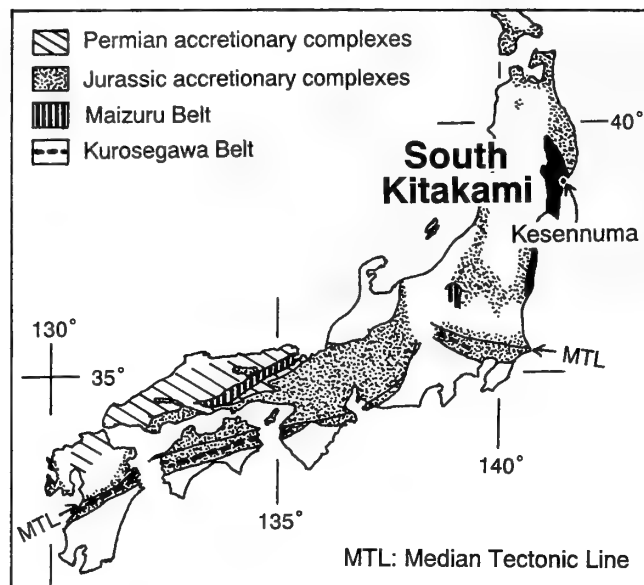 Permian accretionary complexes
Jurassic accretionary complexes
Maizuru Belt
Kurosegawa Belt
40°
South
Kitakami
Kesennuma
130°
35°
MTL
MTL
140°
135°
MTL: Median Tectonic Line